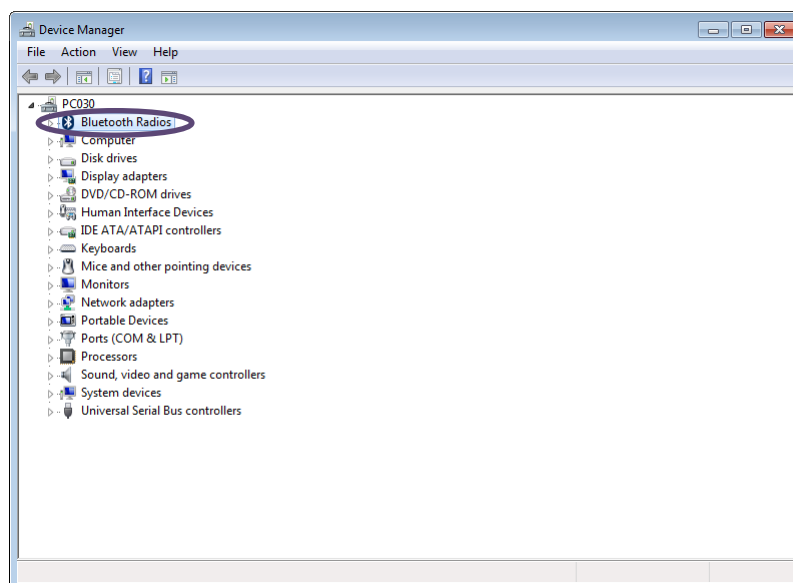 Device Manager
File Action View Help
PC030
Bluetooth Radios
Computer
Disk drives
Display adapters
DVD/CD-ROM drives
Human Interface Devices
IDE ATA/ATAPI controllers
Keyboards
Mice and other pointing devices
Monitors
Network adapters
Portable Devices
Ports (COM & LPT)
Processors
Sound, video and game controllers
System devices
Universal Serial Bus controllers